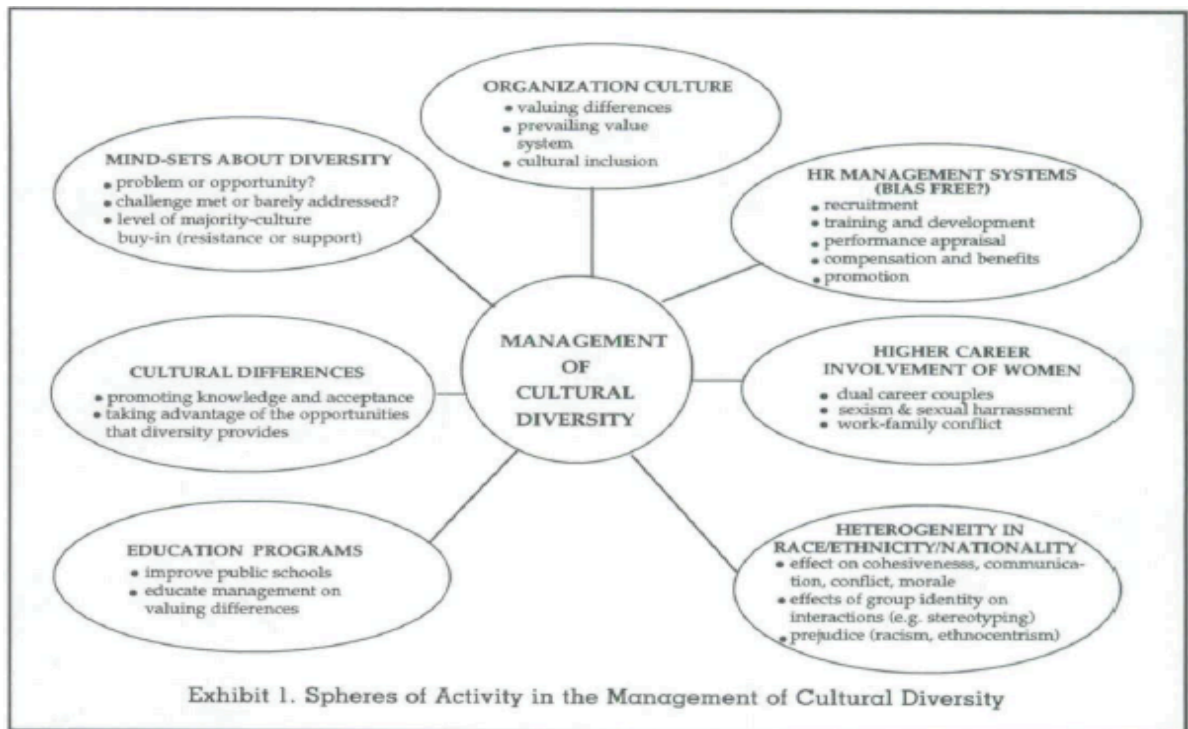 ORGANIZATION CULTURE
• valuing differences
• prevailing value
system
• cultural inclusion
MIND-SETS ABOUT DIVERSITY
• problem or opportunity?
• challenge met or barely addressed?
• level of majority-culture
buy-in (resistance or support)
HR MANAGEMENT SYSTEMS
(BIAS FREE?)
• recruitment
• training and development
• performance appraisal
• compensation and benefits
• promotion
MANAGEMENT
OF
CULTURAL
DIVERSITY
CULTURAL DIFFERENCES
• promoting knowledge and acceptance
• taking advantage of the opportunities
that diversity provides
HIGHER CAREER
INVOLVEMENT OF WOMEN
• dual career couples
• sexism & sexual harrassment
• work-family conflict
EDUCATION PROGRAMS
• improve public schools
• educate management on
valuing differences
HETEROGENEITY IN
RACE/ETHNICITY/NATIONALITY
• effect on cohesivenesss, communica-
tion, conflict, morale
• effects of group identity on
interactions (e.g. stereotyping)
• prejudice (racism, ethnocentrism)
Exhibit 1. Spheres of Activity in the Management of Cultural Diversity